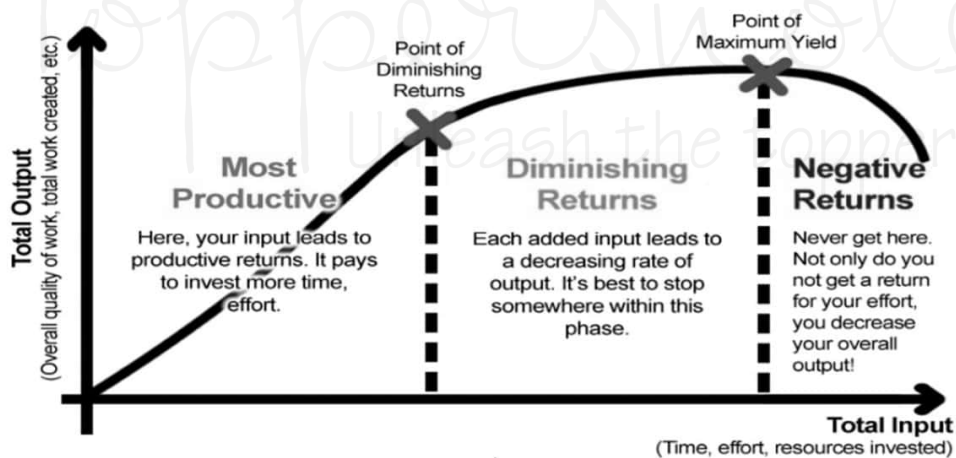 Point of
Maximum Yield
Point of
Diminishing
Returns
Total Output
(Overall quality of work, total work created, etc.)
Most
Productive
Here, your input leads to
productive returns. It pays
to invest more time,
effort.
Diminishing
Returns
Each added input leads to
a decreasing rate of
output. It's best to stop
somewhere within this
phase.
Negative
Returns
Never get here.
Not only do you
not get a return
for your effort,
you decrease
your overall
output!
Total Input
(Time, effort, resources invested)
Unleash the topper